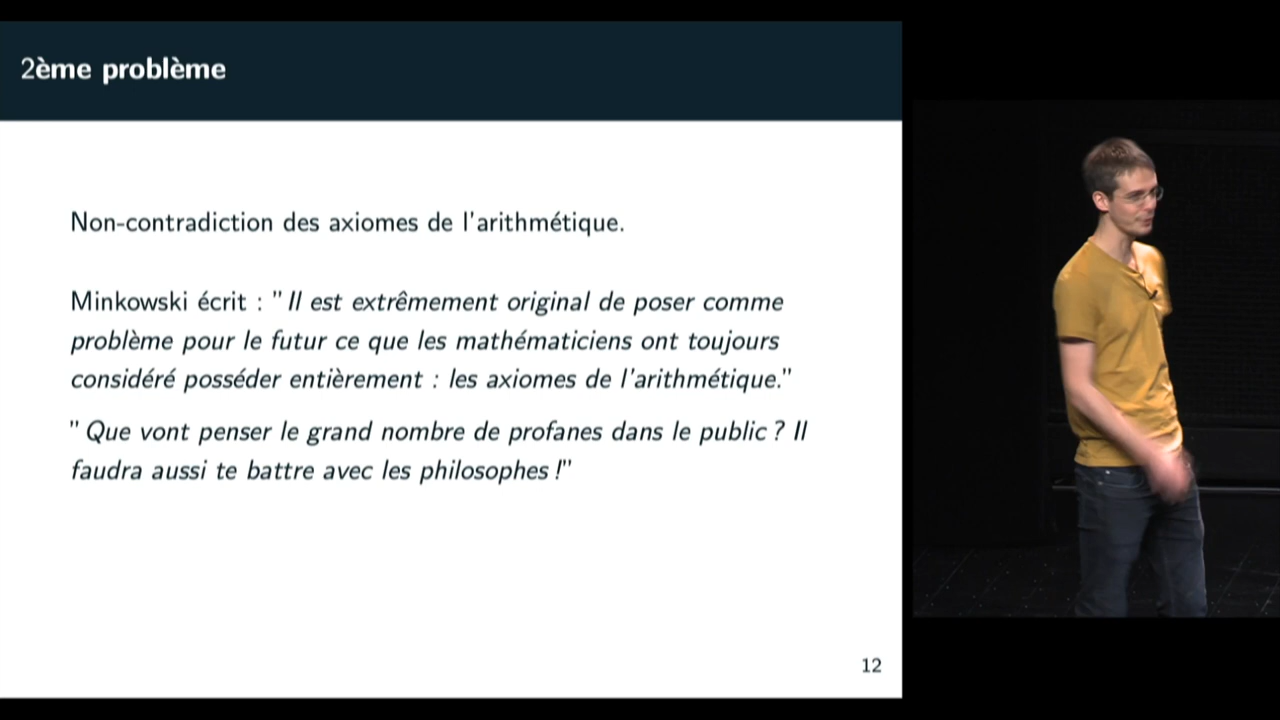 2ème problème
Non-contradiction des axiomes de l'arithmétique.
Minkowski écrit : "Il est extrêmement original de poser comme
problème pour le futur ce que les mathématiciens ont toujours
considéré posséder entièrement : les axiomes de l'arithmétique."
"Que vont penser le grand nombre de profanes dans le public ? Il
faudra aussi te battre avec les philosophes !"
12